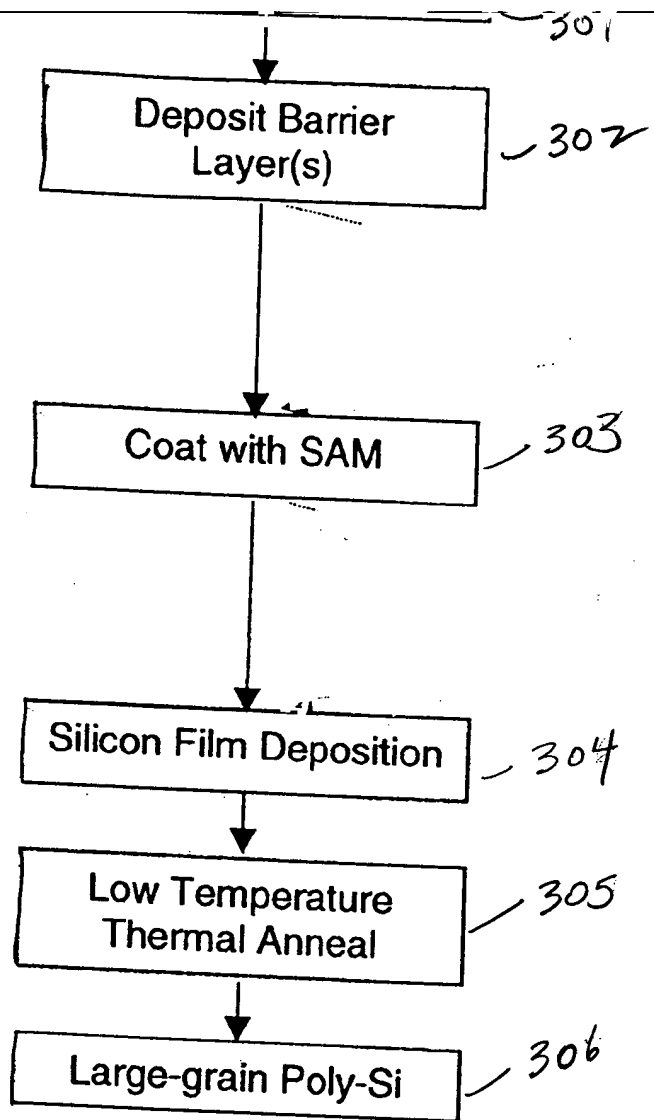 301
Deposit Barrier
Layer(s)
302
Coat with SAM
303
Silicon Film Deposition
304
Low Temperature
Thermal Anneal
305
Large-grain Poly-Si
306